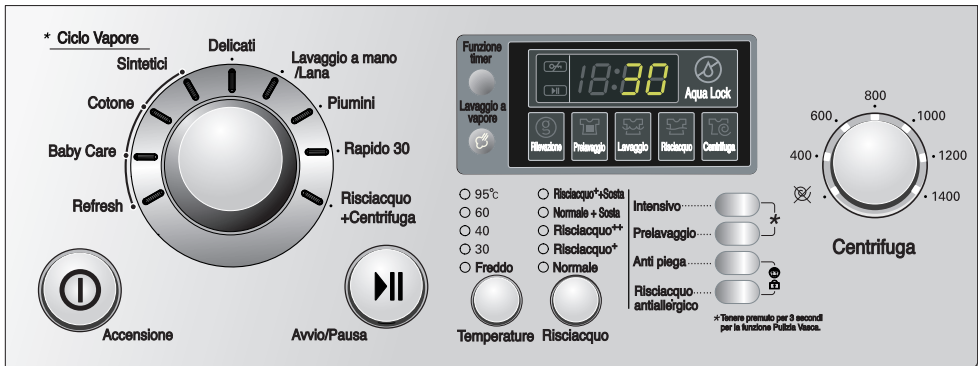 * Ciclo Vapore
Delicati
Sintetici
Lavaggio a mano
/Lana
Cotone
Piumini
Baby Care
Rapido 30
Refresh
Risciacquo
+Centrifuga
Accensione
Avvio/Pausa
Funzione
timer
Lavaggio a
vapore
18:30
Aqua Lock
Rilevazione
Prelavaggio
Lavaggio
Risciacquo
Centrifuga
95°C
60
40
30
Freddo
Temperature
Risciacquo++Sosta
Normale + Sosta
Risciacquo++
Risciacquo+
Normale
Risciacquo
Intensivo
Prelavaggio
*
Anti piega
Risciacquo
antiallergico
* Tenere premuto per 3 secondi
per la funzione Pulizia Vasca.
400
600
800
1000
1200
1400
Centrifuga